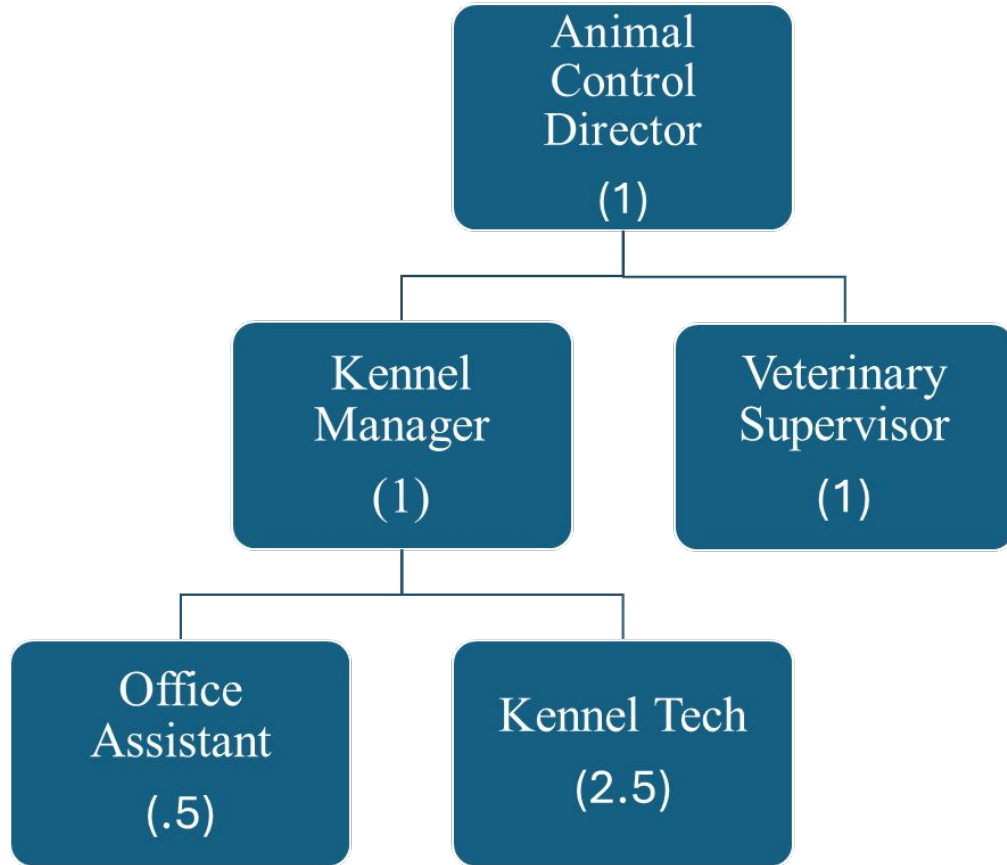 Animal
Control
Director
(1)
Kennel
Manager
(1)
Veterinary
Supervisor
(1)
Office
Assistant
(.5)
Kennel Tech
(2.5)